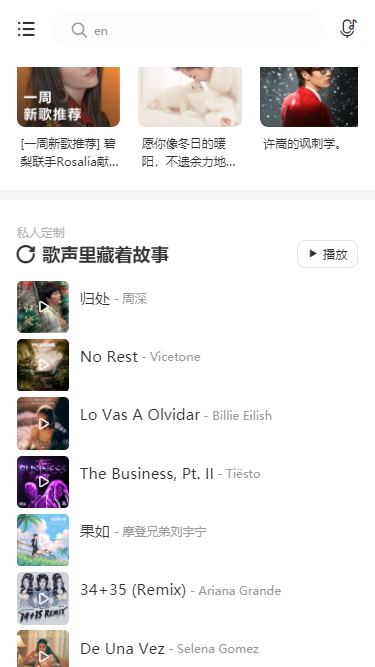 en
一周
新歌推荐
[一周新歌推荐] 碧
梨联手Rosalía献...
愿你像冬日的暖
阳，不遗余力地...
许嵩的讽刺学。
私人定制
歌声里藏着故事
播放
归处 - 周深
No Rest - Vicetone
Lo Vas A Olvidar - Billie Eilish
The Business, Pt. II - Tiësto
果如 - 摩登兄弟刘宇宁
34+35 (Remix) - Ariana Grande
34+35 REMIX
De Una Vez - Selena Gomez